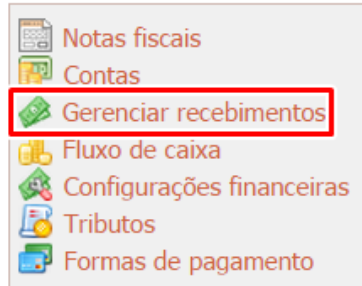 Notas fiscais
Contas
Gerenciar recebimentos
Fluxo de caixa
Configurações financeiras
Tributos
Formas de pagamento